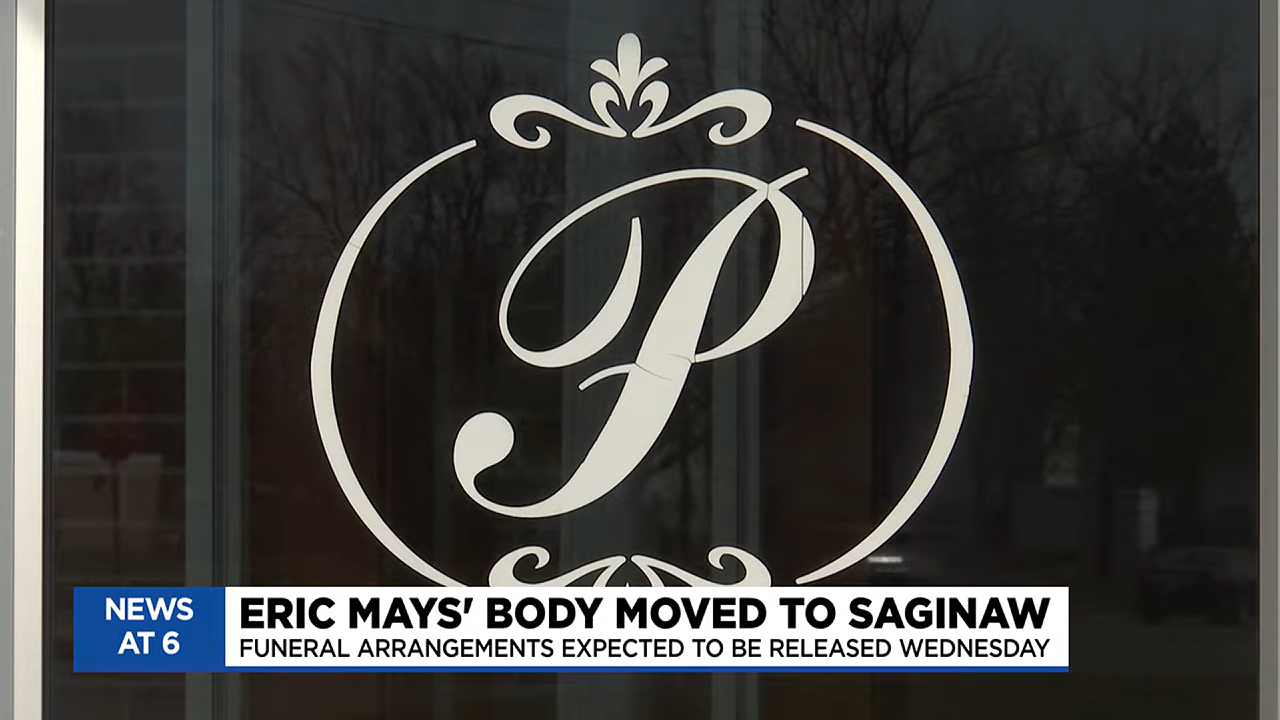 P
NEWS
AT 6
ERIC MAYS' BODY MOVED TO SAGINAW
FUNERAL ARRANGEMENTS EXPECTED TO BE RELEASED WEDNESDAY